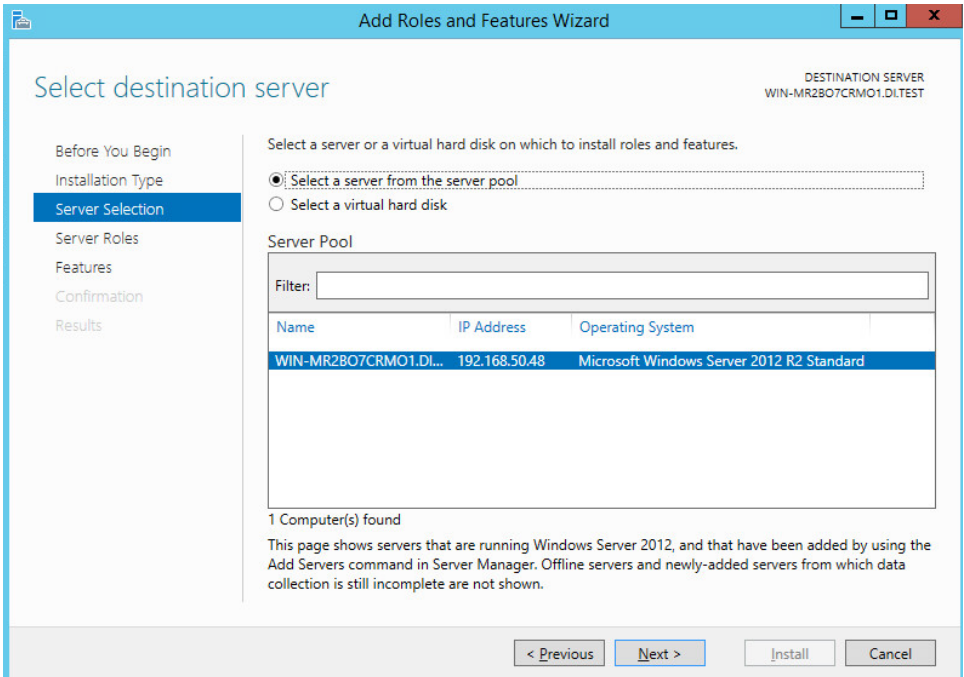 Add Roles and Features Wizard
Select destination server
DESTINATION SERVER
WIN-MR2BO7CRMO1.DI.TEST
Before You Begin
Installation Type
Server Selection
Server Roles
Features
Confirmation
Results
Select a server or a virtual hard disk on which to install roles and features.
Select a server from the server pool
Select a virtual hard disk
Server Pool
Filter:
Name IP Address Operating System
WIN-MR2BO7CRMO1.DI... 192.168.50.48 Microsoft Windows Server 2012 R2 Standard
1 Computer(s) found
This page shows servers that are running Windows Server 2012, and that have been added by using the
Add Servers command in Server Manager. Offline servers and newly-added servers from which data
collection is still incomplete are not shown.
< Previous Next > Install Cancel